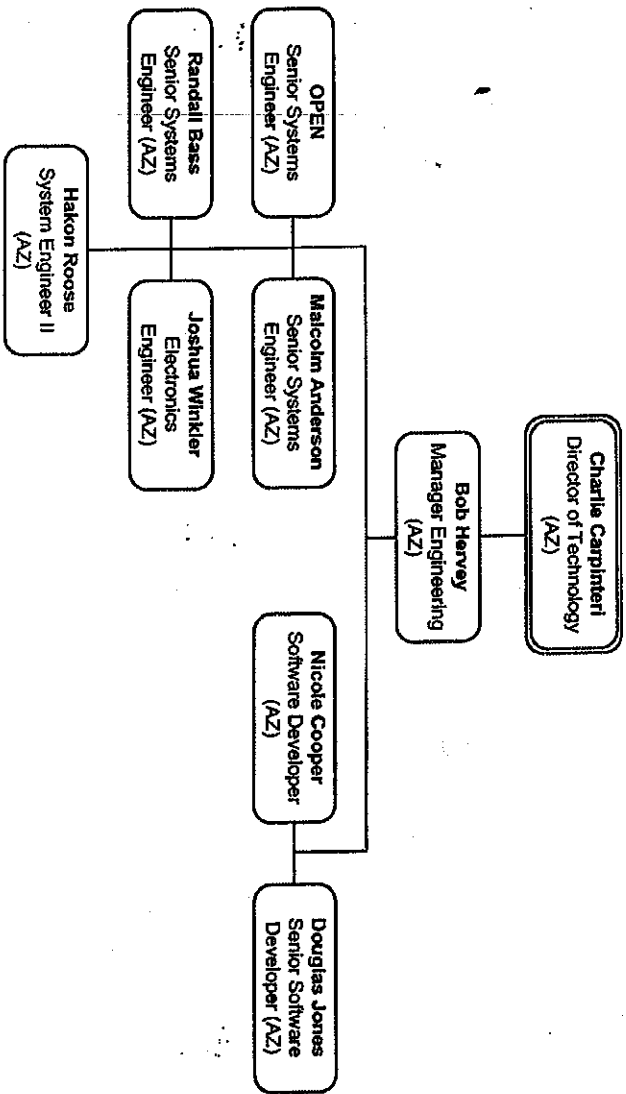 Charlie Carpinteri
Director of Technology
(AZ)
Bob Hervey
Manager Engineering
(AZ)
OPEN
Senior Systems
Engineer (AZ)
Malcolm Anderson
Senior Systems
Engineer (AZ)
Nicole Cooper
Software Developer
(AZ)
Douglas Jones
Senior Software
Developer (AZ)
Randall Bass
Senior Systems
Engineer (AZ)
Joshua Winkler
Electronics
Engineer (AZ)
Hakon Roose
System Engineer II
(AZ)